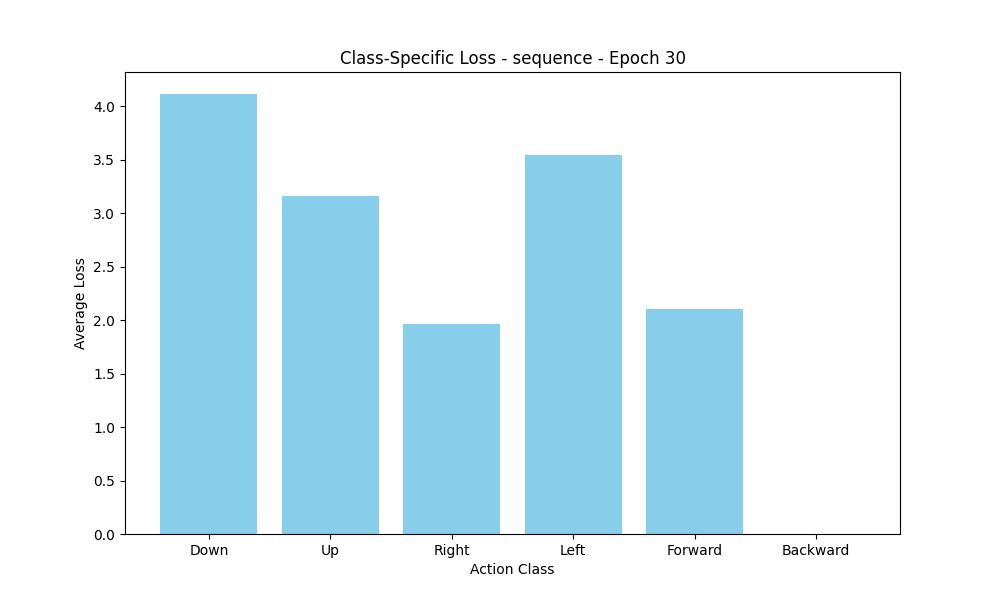 Class-Specific Loss - sequence - Epoch 30
4.0
3.5
3.0
2.5
2.0
1.5
1.0
0.5
0.0
Average Loss
Down Up Right Left Forward Backward
Action Class